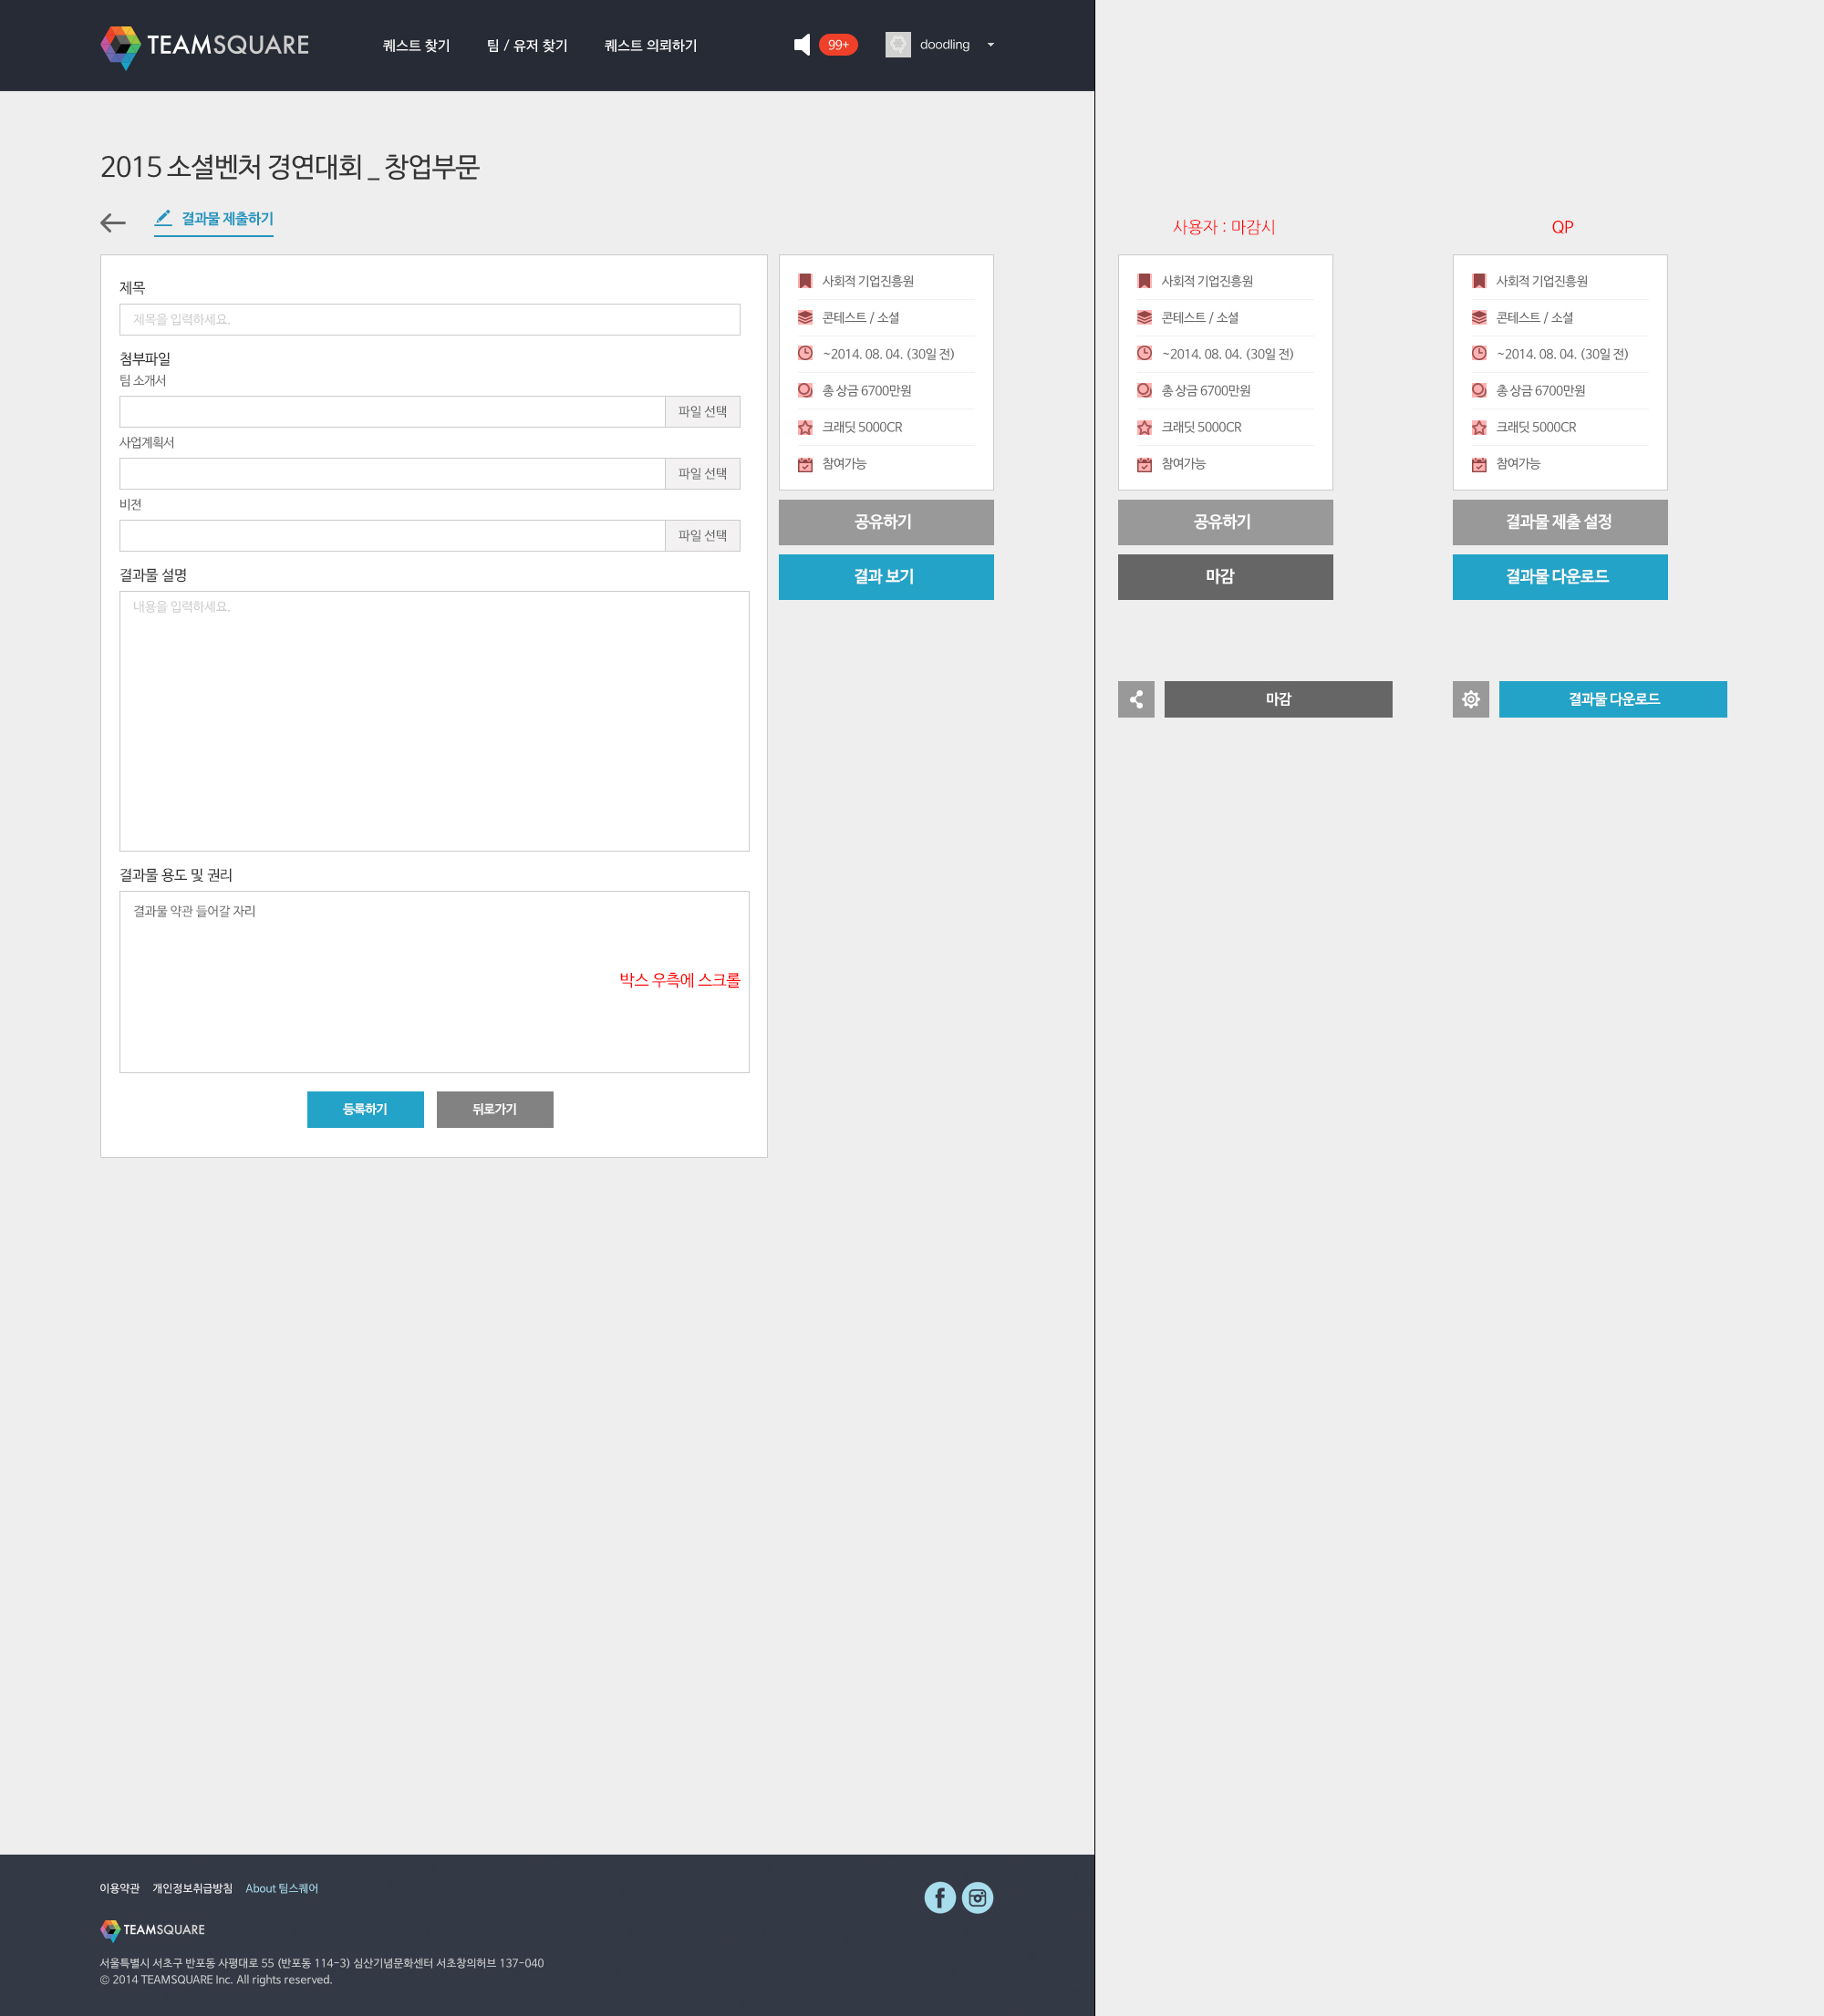 TEAMSQUARE
퀘스트 찾기 팀 / 유저 찾기 퀘스트 의뢰하기
99+
doodling
2015 소셜벤처 경연대회 _ 창업부문
결과물 제출하기
제목
제목을 입력하세요.
첨부파일
팀 소개서
파일 선택
사업계획서
파일 선택
비젼
파일 선택
결과물 설명
내용을 입력하세요.
결과물 용도 및 권리
결과물 약관 들어갈 자리
박스 우측에 스크롤
등록하기 뒤로가기
사회적 기업진흥원
콘테스트 / 소셜
~2014. 08. 04. (30일 전)
총 상금 6700만원
크래딧 5000CR
참여가능
공유하기
결과 보기
사용자 : 마감시
사회적 기업진흥원
콘테스트 / 소셜
~2014. 08. 04. (30일 전)
총 상금 6700만원
크래딧 5000CR
참여가능
공유하기
마감
마감
QP
사회적 기업진흥원
콘테스트 / 소셜
~2014. 08. 04. (30일 전)
총 상금 6700만원
크래딧 5000CR
참여가능
결과물 제출 설정
결과물 다운로드
결과물 다운로드
이용약관 개인정보취급방침 About 팀스퀘어
TEAMSQUARE
서울특별시 서초구 반포동 사평대로 55 (반포동 114-3) 심산기념문화센터 서초창의허브 137-040
© 2014 TEAMSQUARE Inc. All rights reserved.